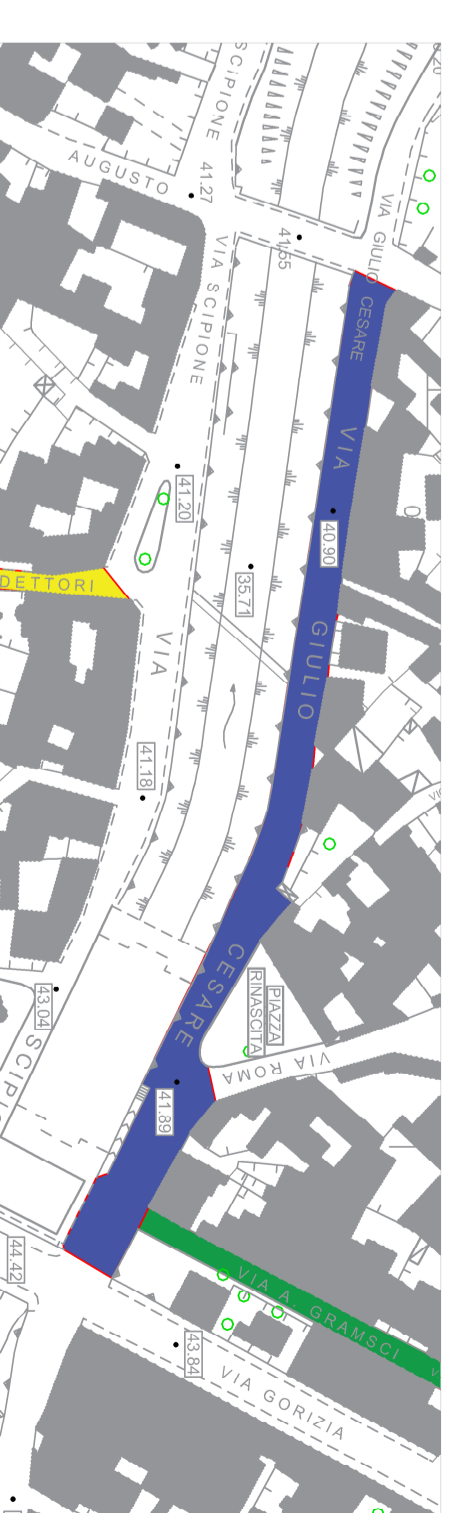 SCIPIONE
AUGUSTO
41.27
VIA GIULIO CESARE
41.55
VIA SCIPIONE
41.20
VIA GIULIO CESARE
40.90
35.71
DETTORI
VIA
41.18
PIAZZA
RINASCITA
VIA ROMA
43.04
41.89
44.42
VIA A. GRAMSCI
43.84
VIA GORIZIA